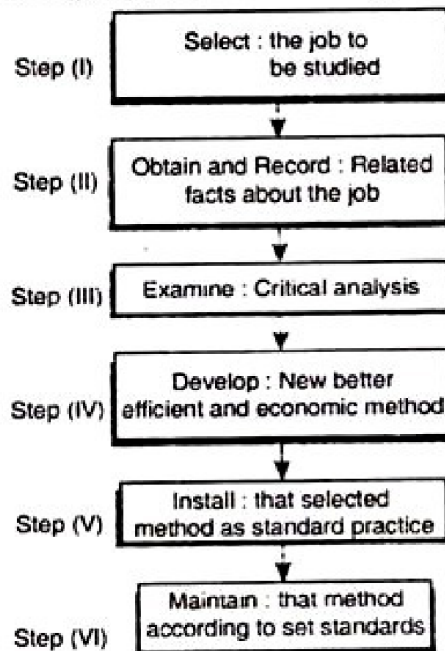 Step (I)
Select : the job to
be studied
Step (II)
Obtain and Record : Related
facts about the job
Step (III)
Examine : Critical analysis
Step (IV)
Develop : New better
efficient and economic method
Step (V)
Install : that selected
method as standard practice
Step (VI)
Maintain : that method
according to set standards